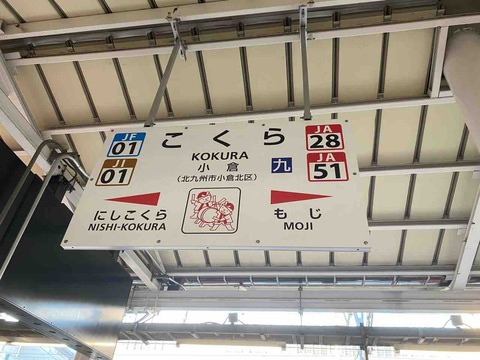 JF
01
JI
01
こくら
KOKURA
小倉
(北九州市小倉北区)
九
JA
28
JA
51
にしこくら
NISHI-KOKURA
もじ
MOJI